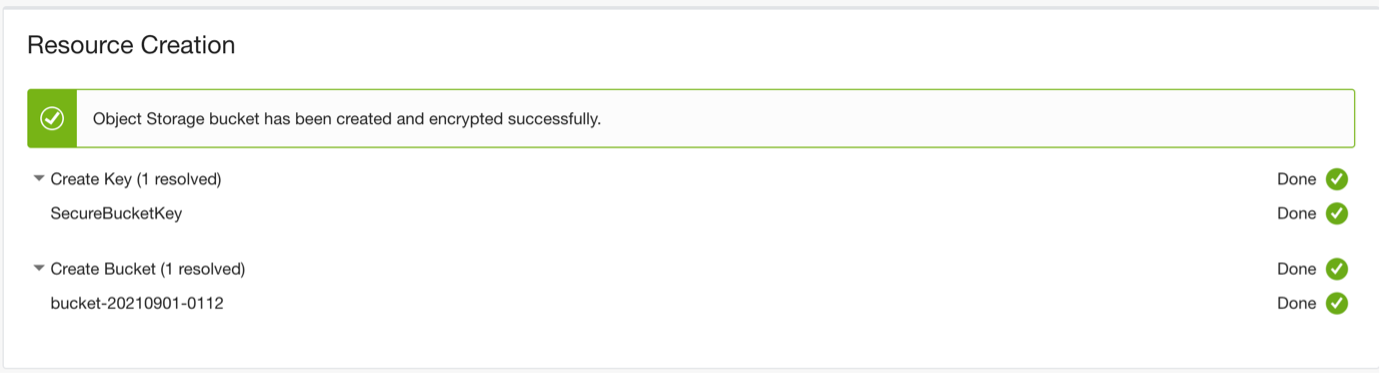 Resource Creation
Object Storage bucket has been created and encrypted successfully.
Create Key (1 resolved) Done
SecureBucketKey Done
Create Bucket (1 resolved) Done
bucket-20210901-0112 Done